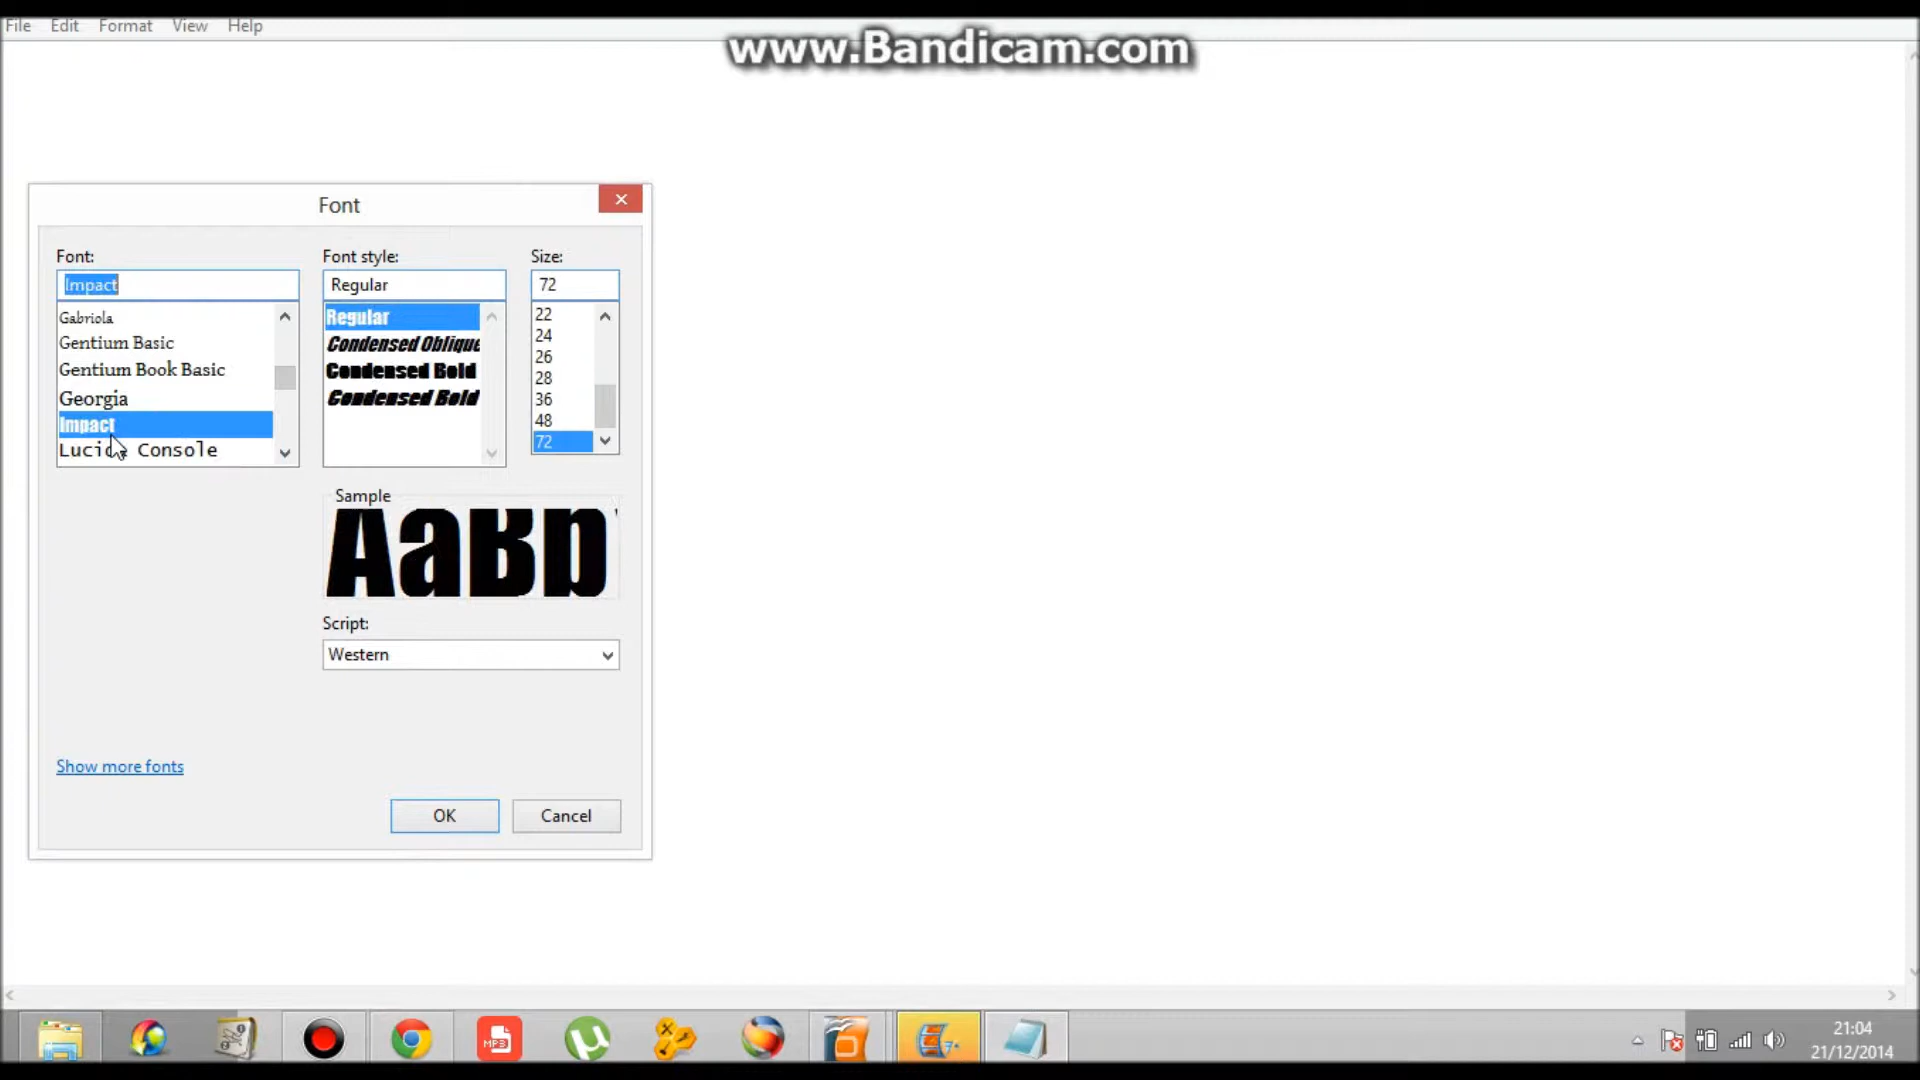 File Edit Format View Help
www.Bandicam.com
Font
Font: Font style: Size:
Impact Regular 72
Gabriola
Gentium Basic
Gentium Book Basic
Georgia
Impact
Console
Regular
Condensed Oblique
Condensed Bold
Condensed Bold
22
24
26
28
36
48
72
Sample
AaBb
Script:
Western
Show more fonts
OK Cancel
MP3
21:04
21/12/2014